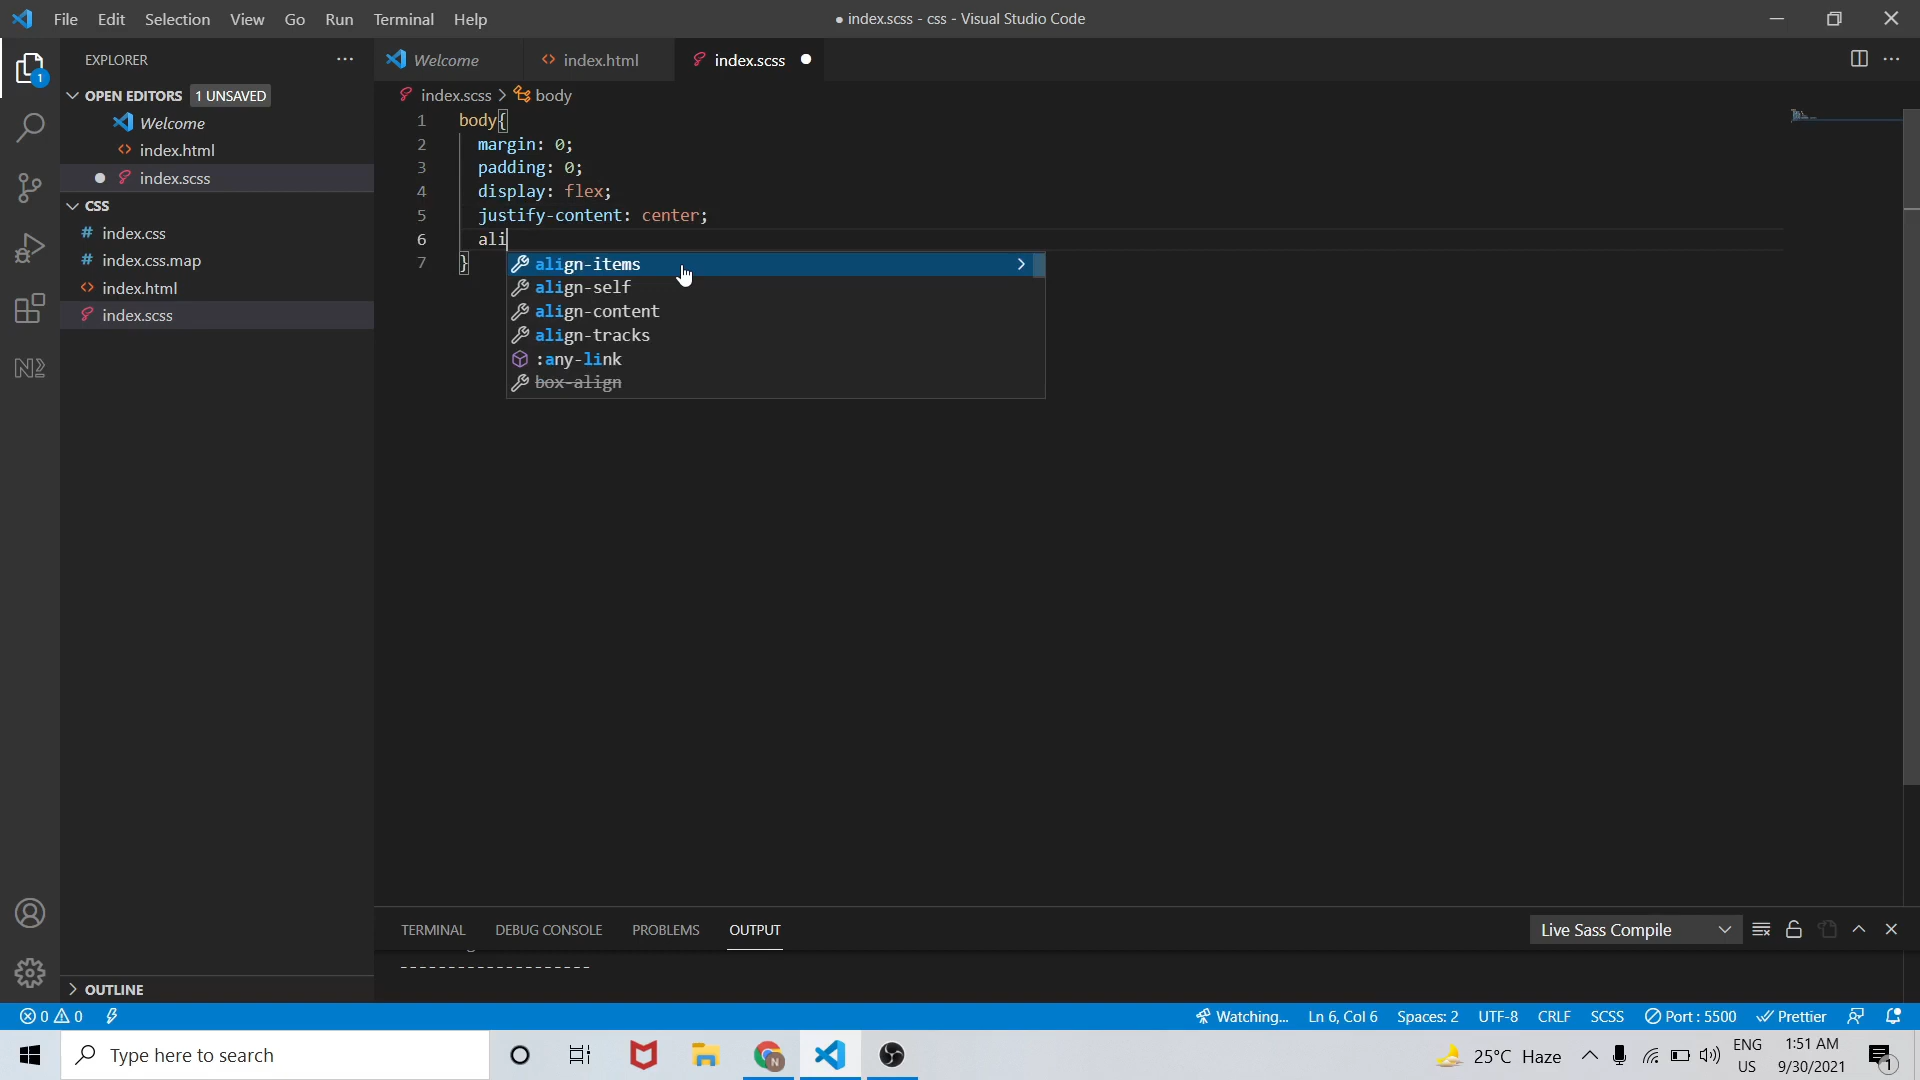 File Edit Selection View Go Run Terminal Help
● index.scss - css - Visual Studio Code
EXPLORER
Welcome index.html index.scss
OPEN EDITORS 1 UNSAVED
Welcome
index.html
index.scss
CSS
# index.css
# index.css.map
index.html
index.scss
OUTLINE
index.scss > body
1 body{
2 margin: 0;
3 padding: 0;
4 display: flex;
5 justify-content: center;
6 ali
7 }
align-items
align-self
align-content
align-tracks
:any-link
box-align
TERMINAL DEBUG CONSOLE PROBLEMS OUTPUT
Live Sass Compile
--------------------
0 0 Watching... Ln 6, Col 6 Spaces: 2 UTF-8 CRLF SCSS Port : 5500 Prettier
Type here to search
25°C Haze
ENG
US
1:51 AM
9/30/2021
1
1
N